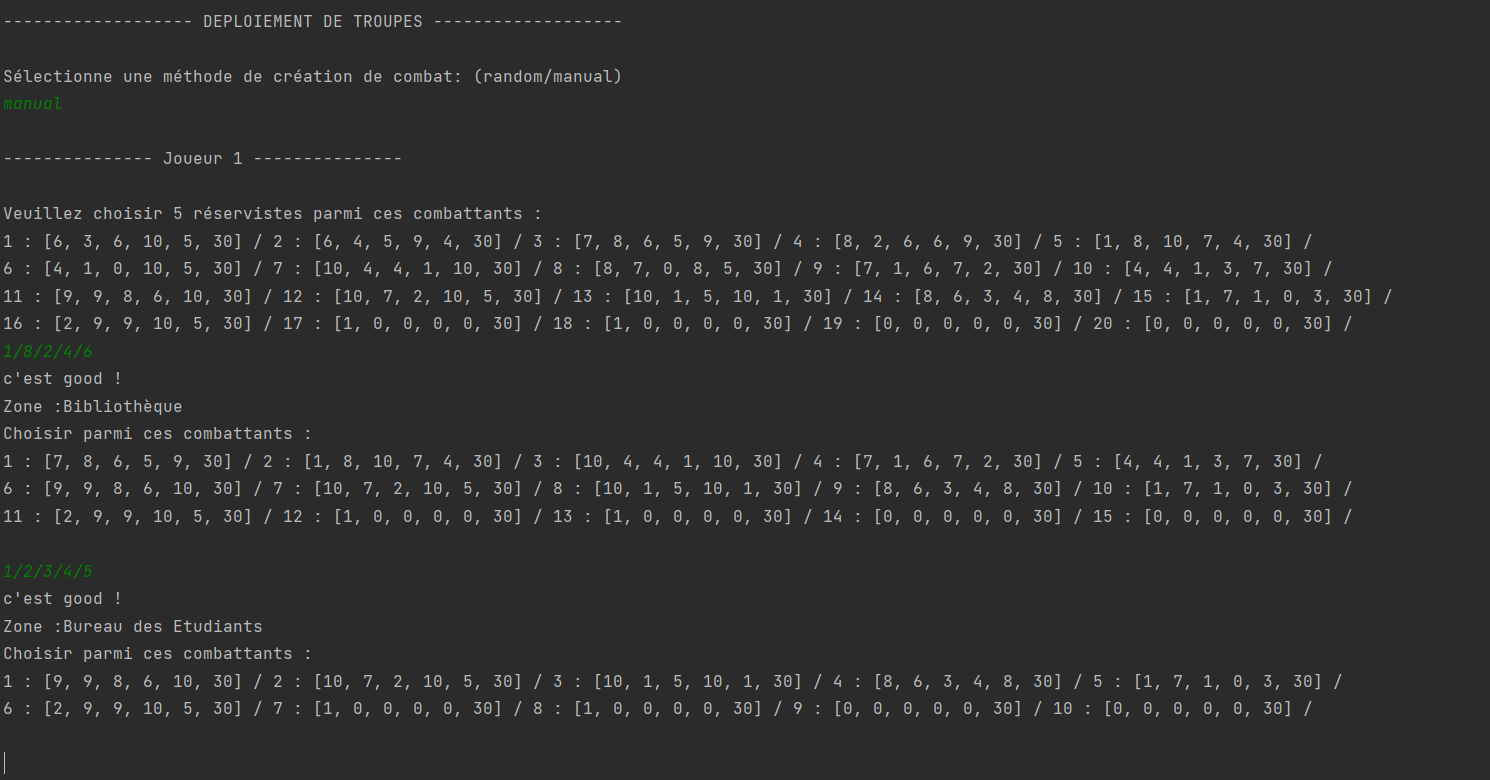 ------------------- DEPLOIEMENT DE TROUPES -------------------
Sélectionne une méthode de création de combat: (random/manual)
manual
--------------- Joueur 1 ---------------
Veuillez choisir 5 réservistes parmi ces combattants :
1 : [6, 3, 6, 10, 5, 30] / 2 : [6, 4, 5, 9, 4, 30] / 3 : [7, 8, 6, 5, 9, 30] / 4 : [8, 2, 6, 6, 9, 30] / 5 : [1, 8, 10, 7, 4, 30] /
6 : [4, 1, 0, 10, 5, 30] / 7 : [10, 4, 4, 1, 10, 30] / 8 : [8, 7, 0, 8, 5, 30] / 9 : [7, 1, 6, 7, 2, 30] / 10 : [4, 4, 1, 3, 7, 30] /
11 : [9, 9, 8, 6, 10, 30] / 12 : [10, 7, 2, 10, 5, 30] / 13 : [10, 1, 5, 10, 1, 30] / 14 : [8, 6, 3, 4, 8, 30] / 15 : [1, 7, 1, 0, 3, 30] /
16 : [2, 9, 9, 10, 5, 30] / 17 : [1, 0, 0, 0, 0, 30] / 18 : [1, 0, 0, 0, 0, 30] / 19 : [0, 0, 0, 0, 0, 30] / 20 : [0, 0, 0, 0, 0, 30] /
1/8/2/4/6
c'est good !
Zone :Bibliothèque
Choisir parmi ces combattants :
1 : [7, 8, 6, 5, 9, 30] / 2 : [1, 8, 10, 7, 4, 30] / 3 : [10, 4, 4, 1, 10, 30] / 4 : [7, 1, 6, 7, 2, 30] / 5 : [4, 4, 1, 3, 7, 30] /
6 : [9, 9, 8, 6, 10, 30] / 7 : [10, 7, 2, 10, 5, 30] / 8 : [10, 1, 5, 10, 1, 30] / 9 : [8, 6, 3, 4, 8, 30] / 10 : [1, 7, 1, 0, 3, 30] /
11 : [2, 9, 9, 10, 5, 30] / 12 : [1, 0, 0, 0, 0, 30] / 13 : [1, 0, 0, 0, 0, 30] / 14 : [0, 0, 0, 0, 0, 30] / 15 : [0, 0, 0, 0, 0, 30] /
1/2/3/4/5
c'est good !
Zone :Bureau des Etudiants
Choisir parmi ces combattants :
1 : [9, 9, 8, 6, 10, 30] / 2 : [10, 7, 2, 10, 5, 30] / 3 : [10, 1, 5, 10, 1, 30] / 4 : [8, 6, 3, 4, 8, 30] / 5 : [1, 7, 1, 0, 3, 30] /
6 : [2, 9, 9, 10, 5, 30] / 7 : [1, 0, 0, 0, 0, 30] / 8 : [1, 0, 0, 0, 0, 30] / 9 : [0, 0, 0, 0, 0, 30] / 10 : [0, 0, 0, 0, 0, 30] /